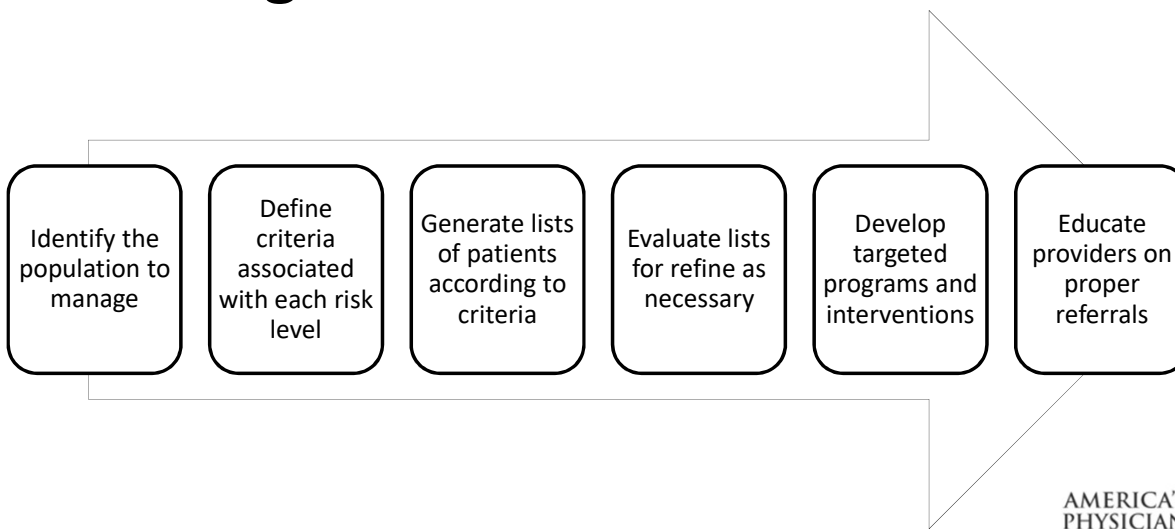 Identify the
population to
manage
Define
criteria
associated
with each risk
level
Generate lists
of patients
according to
criteria
Evaluate lists
for refine as
necessary
Develop
targeted
programs and
interventions
Educate
providers on
proper
referrals
AMERICA'
PHYSICIAN